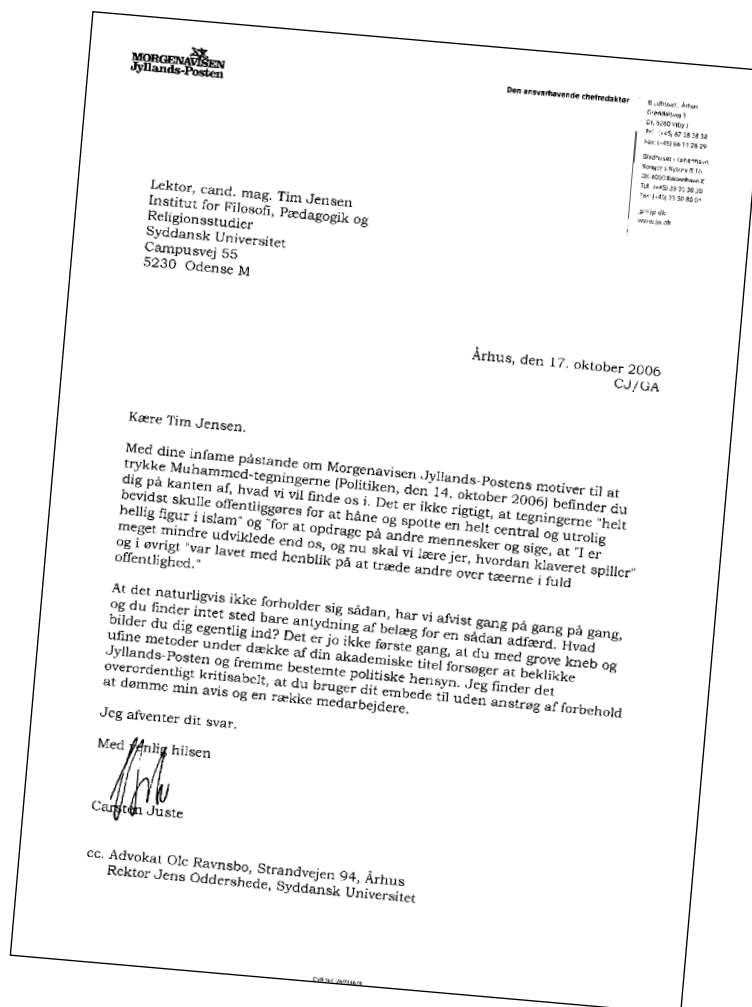 MORGENAVISEN
Jyllands-Posten
Den ansvarhavende chefredaktør
Grøndalsvej 3
Lektor, cand. mag. Tim Jensen
Institut for Filosofi, Pædagogik og
Religionsstudier
Syddansk Universitet
Campusvej 55
5230 Odense M
Århus, den 17. oktober 2006
CJ/GA
Kære Tim Jensen.
Med dine infame påstande om Morgenavisen Jyllands-Postens motiver til at
trykke Muhammed-tegningerne (Politiken, den 14. oktober 2006) befinder du
dig på kanten af, hvad vi vil finde os i. Det er ikke rigtigt, at tegningerne "helt
bevidst skulle offentliggøres for at håne og spotte en helt central og utrolig
hellig figur i islam" og "for at opdrage på andre mennesker og sige, at "I er
meget mindre udviklede end os, og nu skal vi lære jer, hvordan klaveret spiller"
og i øvrigt "var lavet med henblik på at træde andre over tæerne i fuld
offentlighed."
At det naturligvis ikke forholder sig sådan, har vi afvist gang på gang på gang,
og du finder intet sted bare antydning af belæg for en sådan adfærd. Hvad
bilder du dig egentlig ind? Det er jo ikke første gang, at du med grove kneb og
ufine metoder under dække af din akademiske titel forsøger at beklikke
Jyllands-Posten og fremme bestemte politiske hensyn. Jeg finder det
overordentligt kritisabelt, at du bruger dit embede til uden anstrøg af forbehold
at dømme min avis og en række medarbejdere.
Jeg afventer dit svar.
Med venlig hilsen
Carsten Juste
cc. Advokat Ole Ravnsbo, Strandvejen 94, Århus
Rektor Jens Oddershede, Syddansk Universitet